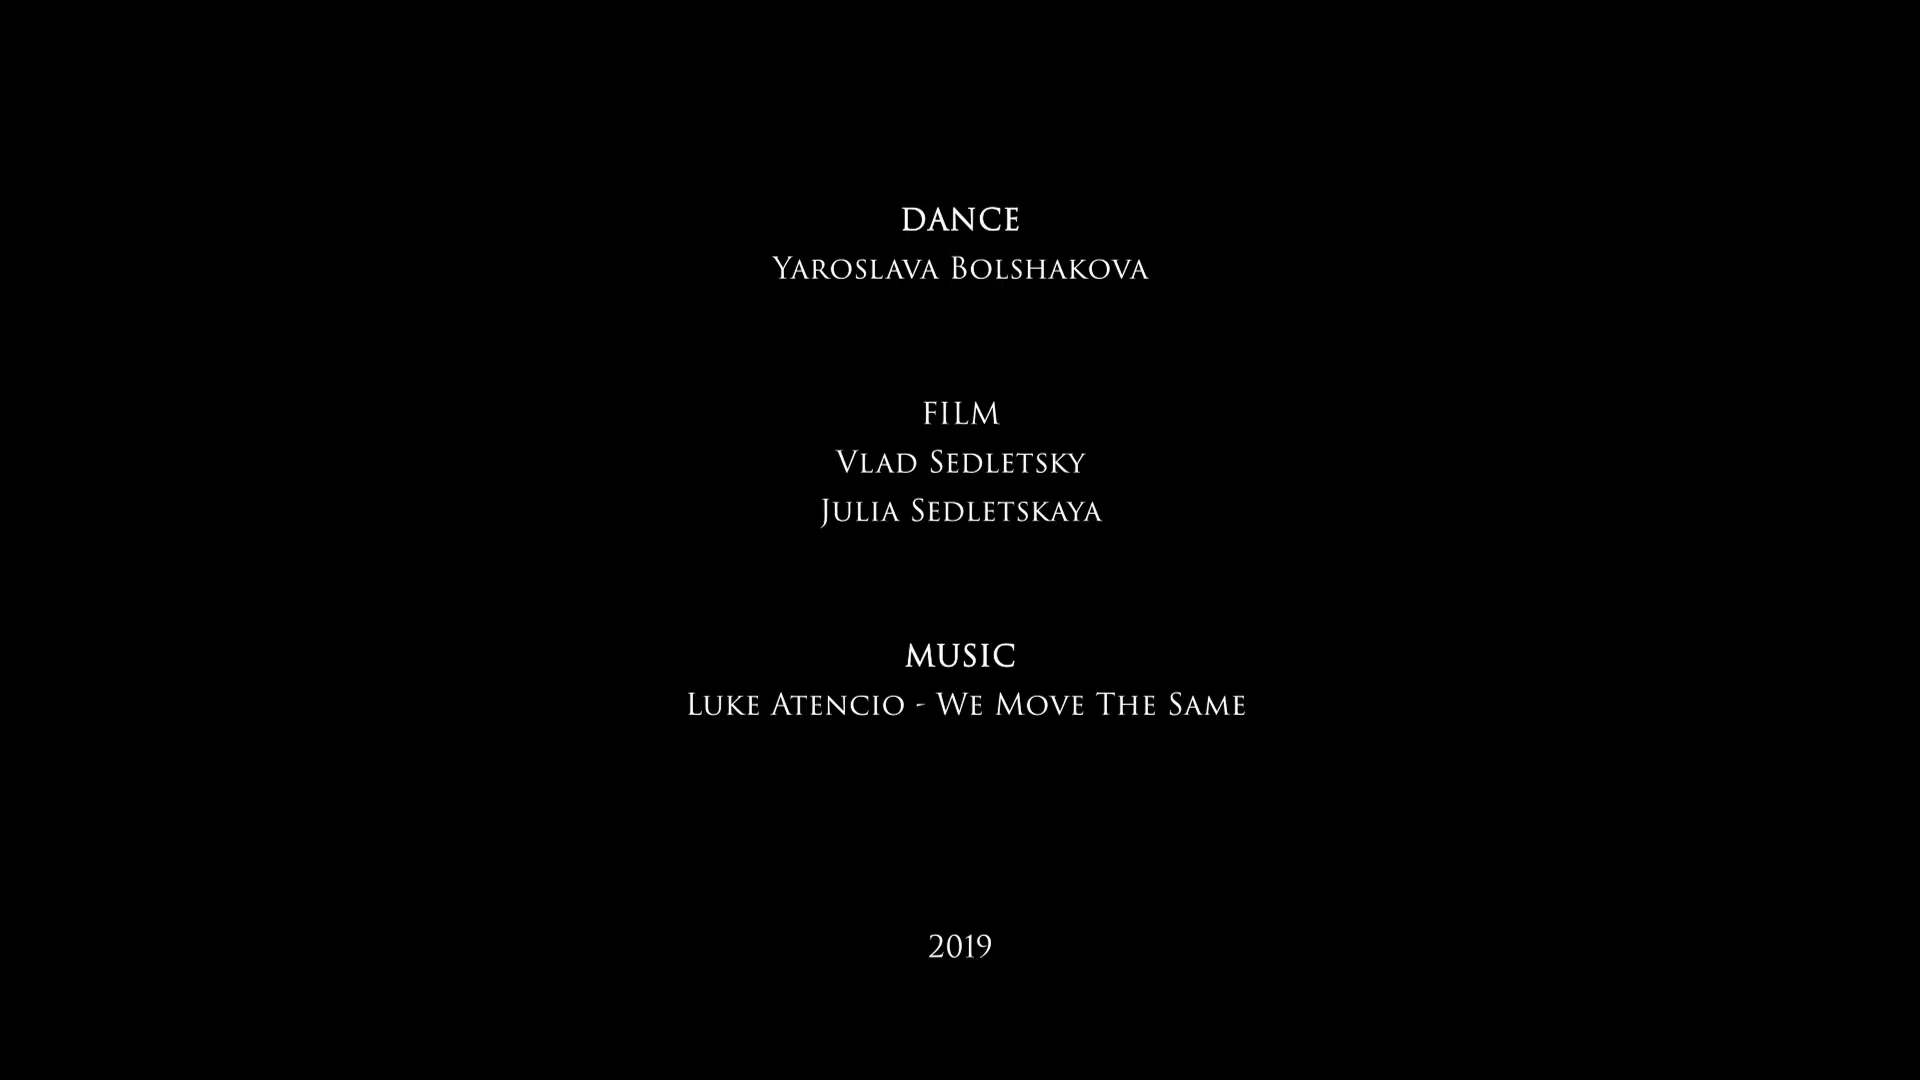 DANCE
Yaroslava Bolshakova
FILM
Vlad Sedletsky
Julia Sedletskaya
MUSIC
Luke Atencio - We Move The Same
2019